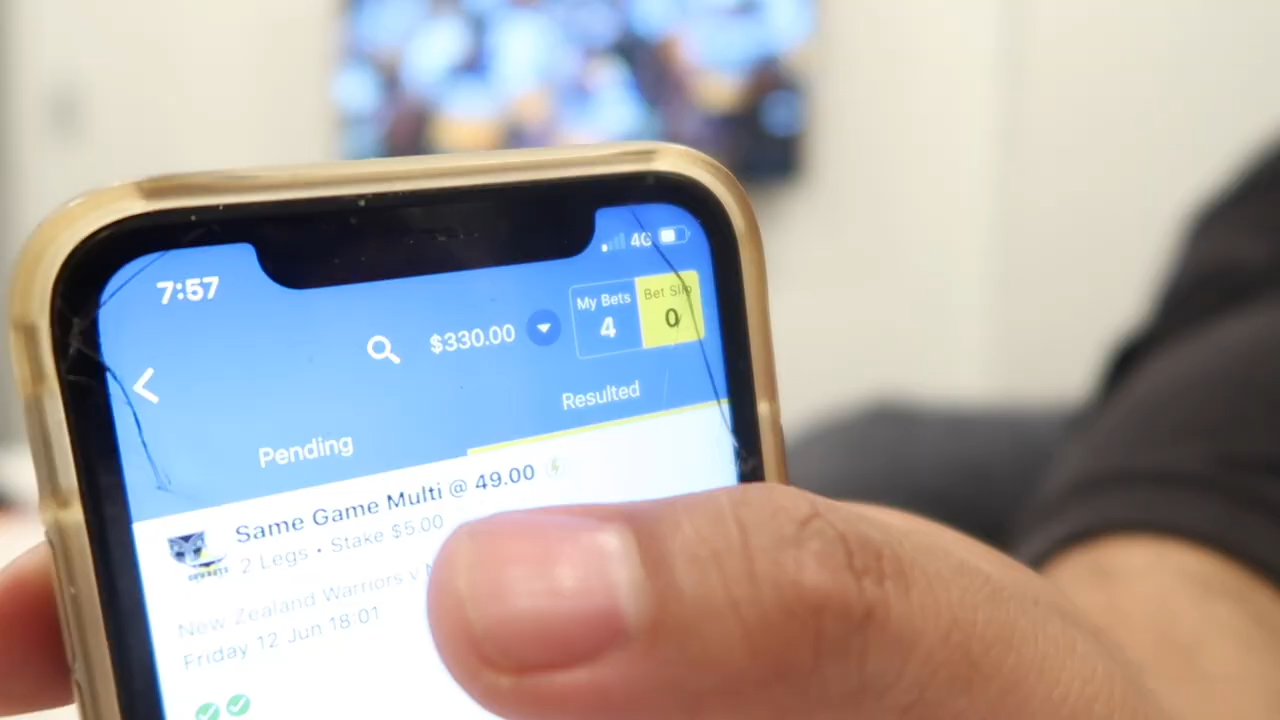 7:57
4G
$330.00
My Bets
4
Bet Slip
0
Pending
Resulted
Same Game Multi @ 49.00
2 Legs • Stake $5.00
New Zealand Warriors v
Friday 12 Jun 18:01